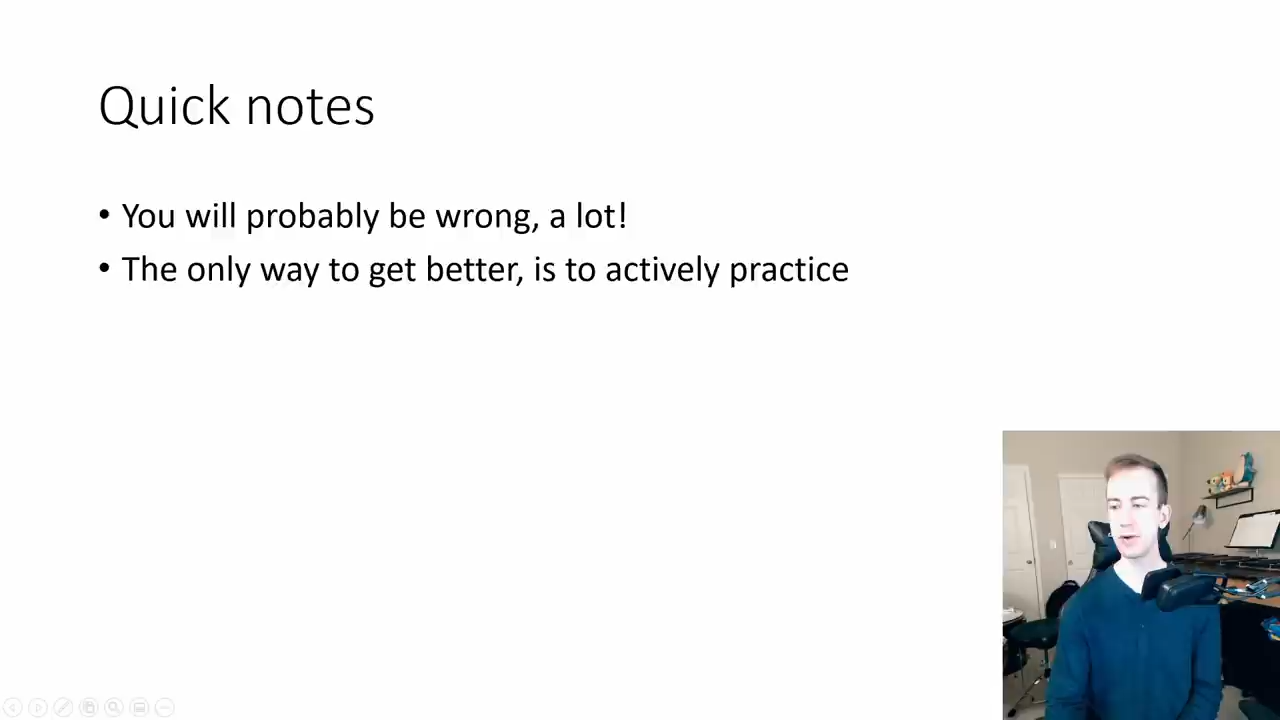 Quick notes
• You will probably be wrong, a lot!
• The only way to get better, is to actively practice